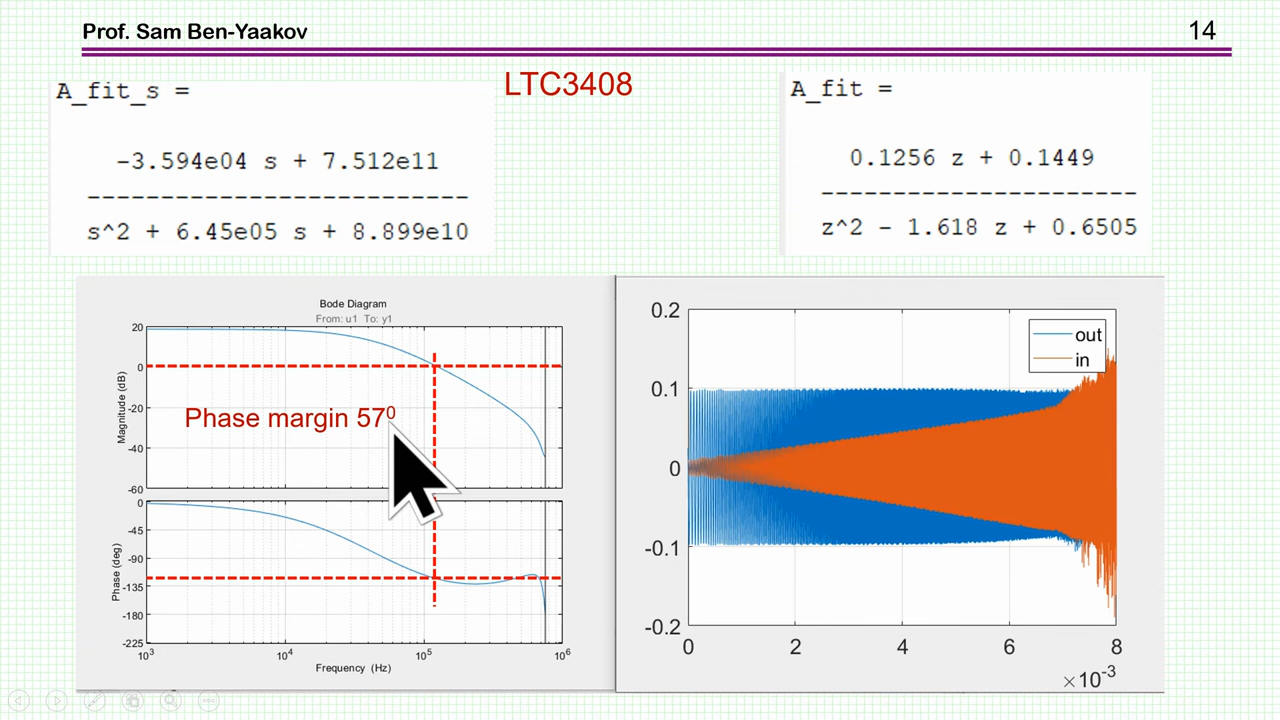 Prof. Sam Ben-Yaakov
14
A_fit_s =
LTC3408
A_fit =
-3.594e04 s + 7.512e11
--------------------------
s^2 + 6.45e05 s + 8.899e10
0.1256 z + 0.1449
----------------------
z^2 - 1.618 z + 0.6505
Bode Diagram
From: u1 To: y1
Magnitude (dB)
20
0
-20
-40
-60
Phase margin 57⁰
Phase (deg)
0
-45
-90
-135
-180
-225
10³
10⁴
10⁵
10⁶
Frequency (Hz)
0.2
0.1
0
-0.1
-0.2
out
in
0
2
4
6
8
×10⁻³